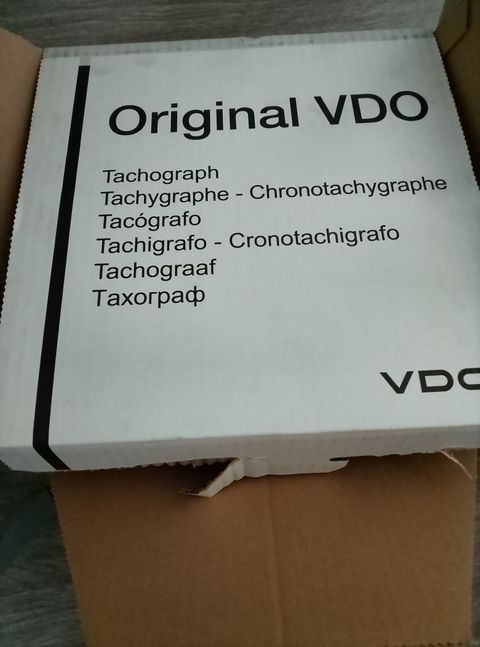 Original VDO
Tachograph
Tachygraphe - Chronotachygraphe
Tacógrafo
Tachigrafo - Cronotachigrafo
Tachograaf
Тахограф
VDO